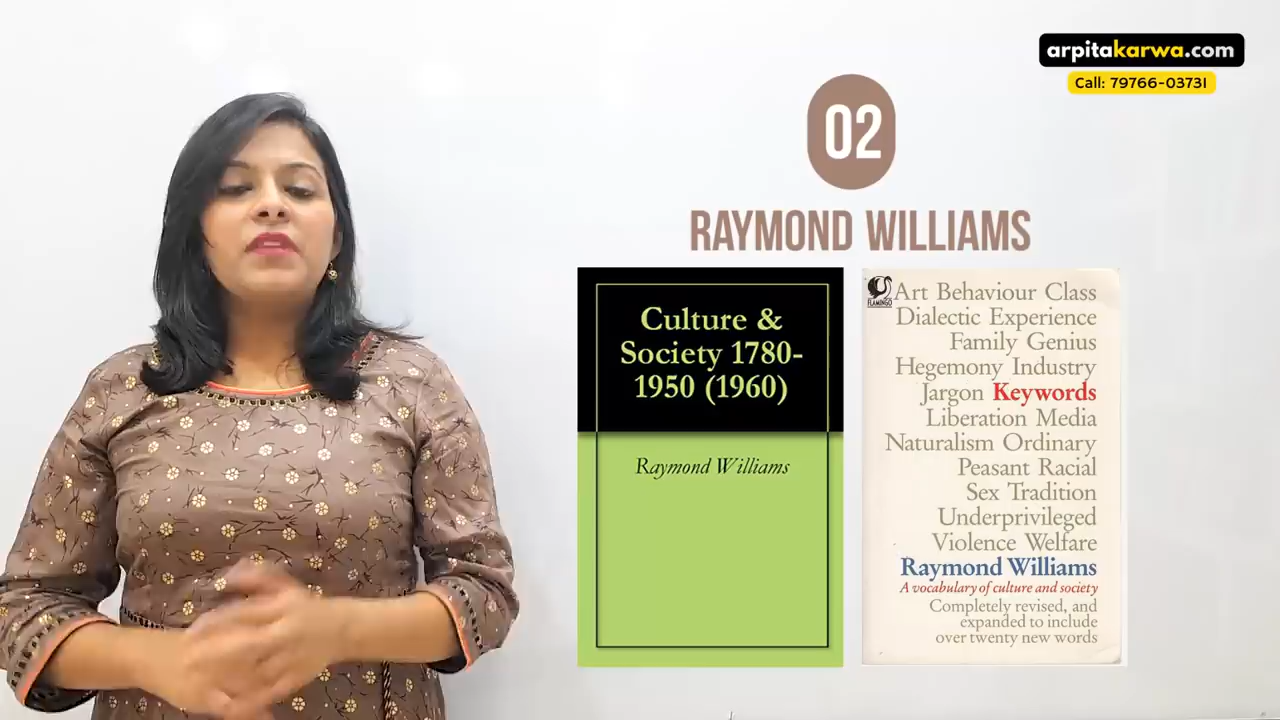 arpitakarwa.com
Call: 79766-03731
02
RAYMOND WILLIAMS
Culture &
Society 1780-
1950 (1960)
Raymond Williams
FLAMINGO
Art Behaviour Class
Dialectic Experience
Family Genius
Hegemony Industry
Jargon Keywords
Liberation Media
Naturalism Ordinary
Peasant Racial
Sex Tradition
Underprivileged
Violence Welfare
Raymond Williams
A vocabulary of culture and society
Completely revised, and
expanded to include
over twenty new words